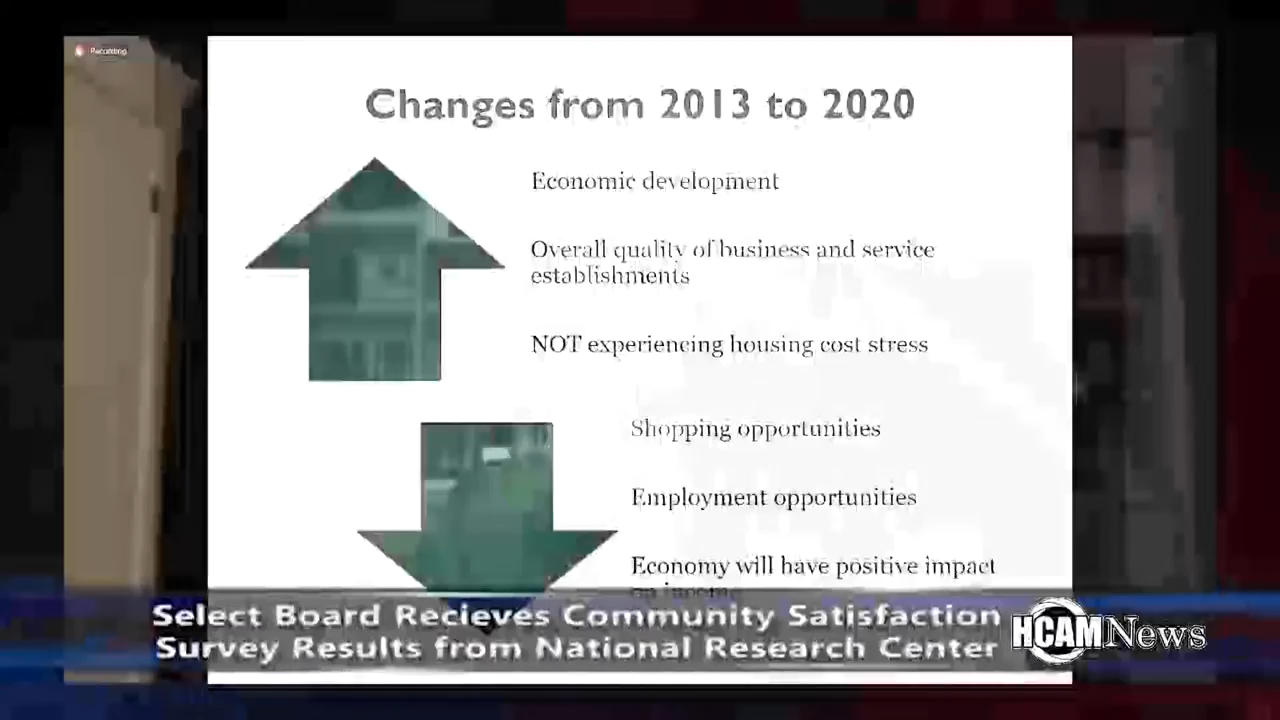 Recording
Changes from 2013 to 2020
Economic development
Overall quality of business and service
establishments
NOT experiencing housing cost stress
Shopping opportunities
Employment opportunities
Economy will have positive impact
on income
Select Board Recieves Community Satisfaction
Survey Results from National Research Center
HCAM News